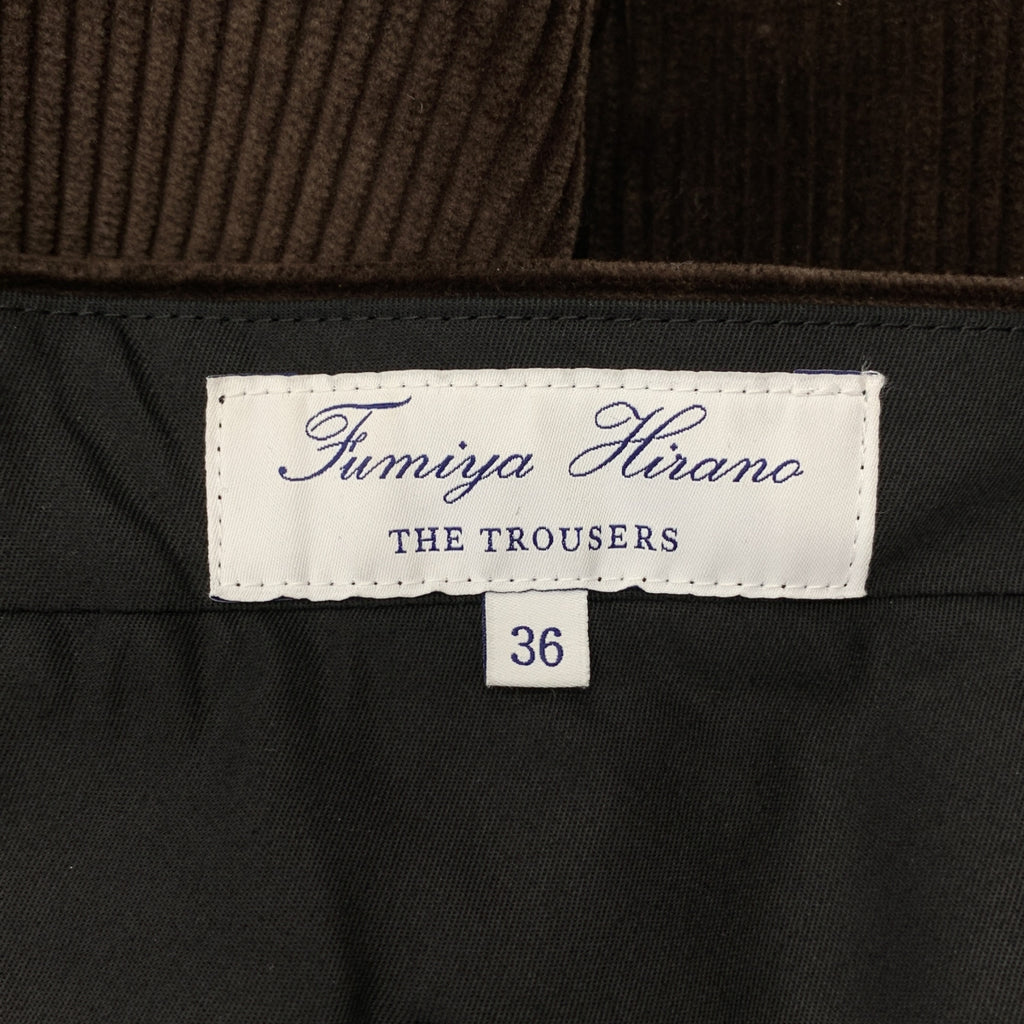 Fumiya Hirano
THE TROUSERS
36